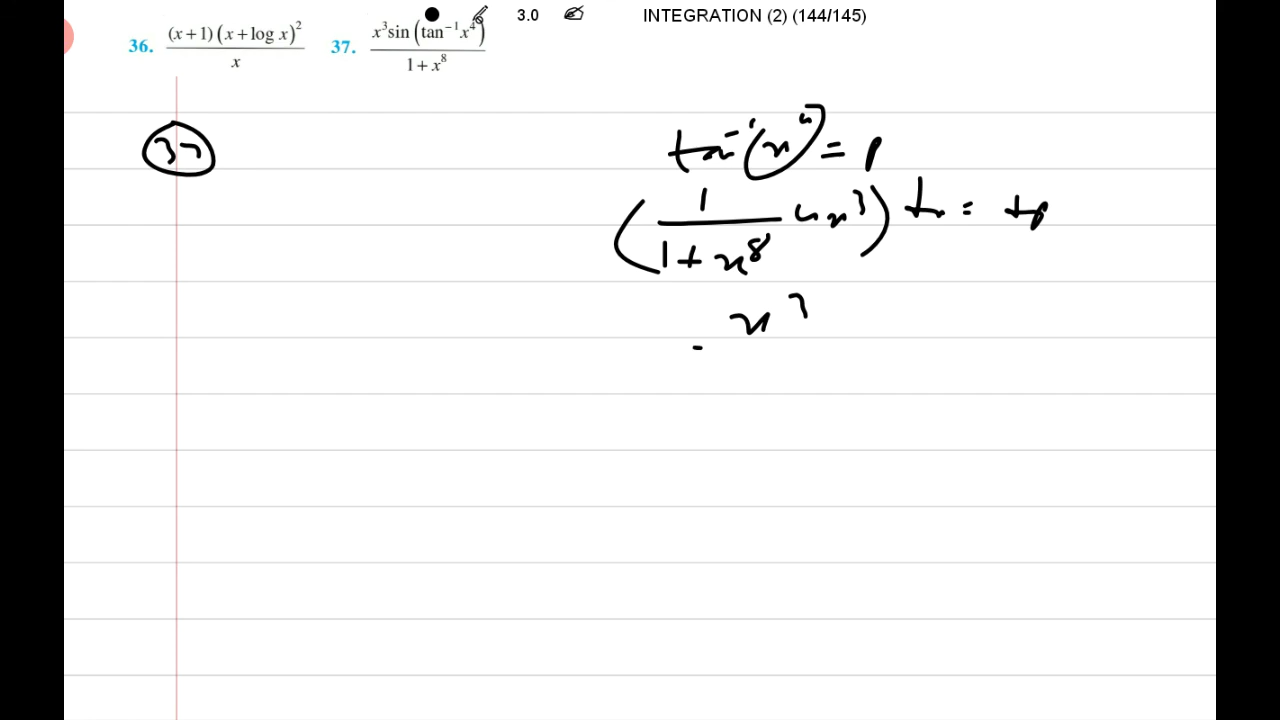 3.0 INTEGRATION (2) (144/145)
36. (x+1)(x+log x)²/x 37. x³sin(tan⁻¹x⁴)/1+x⁸
37 tan⁻¹(x⁴) = p
(1/1+x⁸ 4x³) dx = dp
x³